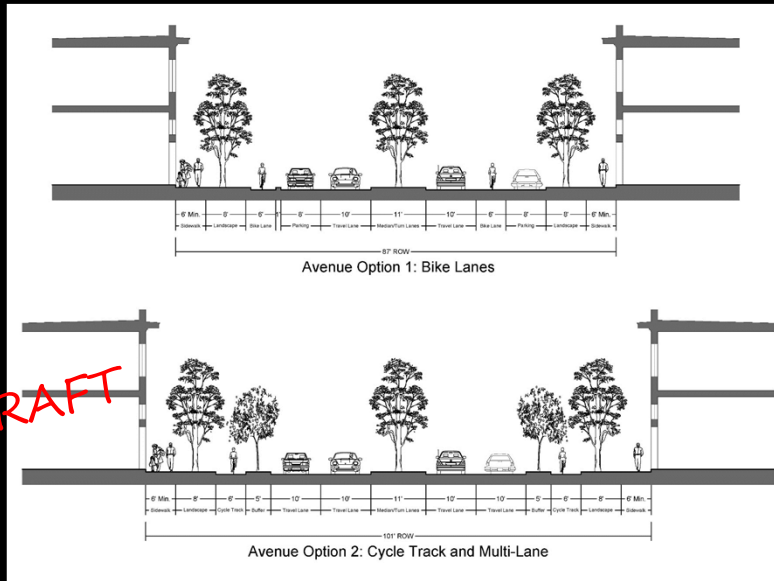 6' Min. 8' 6' 1' 8' 10' 11' 10' 6' 8' 8' 6' Min.
Sidewalk Landscape Bike Lane Parking Travel Lane Median/Turn Lanes Travel Lane Bike Lane Parking Landscape Sidewalk
87' ROW
Avenue Option 1: Bike Lanes
RAFT
6' Min. 8' 6' 5' 10' 10' 11' 10' 10' 5' 6' 8' 6' Min.
Sidewalk Landscape Cycle Track Buffer Travel Lane Travel Lane Median/Turn Lanes Travel Lane Travel Lane Buffer Cycle Track Landscape Sidewalk
101' ROW
Avenue Option 2: Cycle Track and Multi-Lane